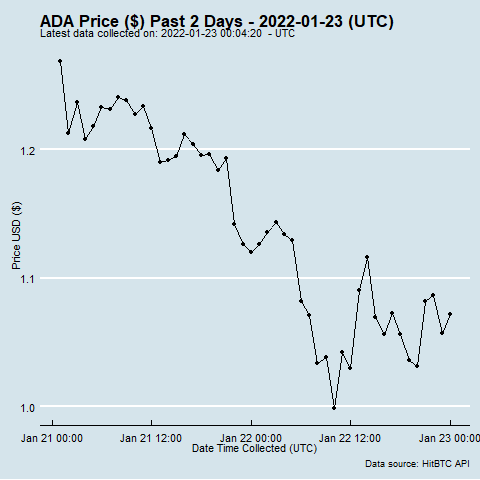 ADA Price ($) Past 2 Days - 2022-01-23 (UTC)
Latest data collected on: 2022-01-23 00:04:20 - UTC
Price USD ($)
1.2
1.1
1.0
Jan 21 00:00 Jan 21 12:00 Jan 22 00:00 Jan 22 12:00 Jan 23 00:00
Date Time Collected (UTC)
Data source: HitBTC API